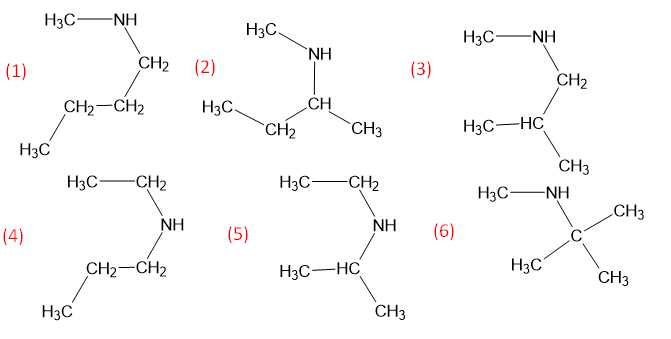 H₃C NH
(1) CH₂
CH₂ CH₂
H₃C
H₃C
(2) NH
H₃C CH
CH₂ CH₃
H₃C NH
(3) CH₂
H₃C HC
CH₃
H₃C CH₂
(4) NH
CH₂ CH₂
H₃C
H₃C CH₂
(5) NH
H₃C HC
CH₃
H₃C NH
(6) C CH₃
H₃C CH₃